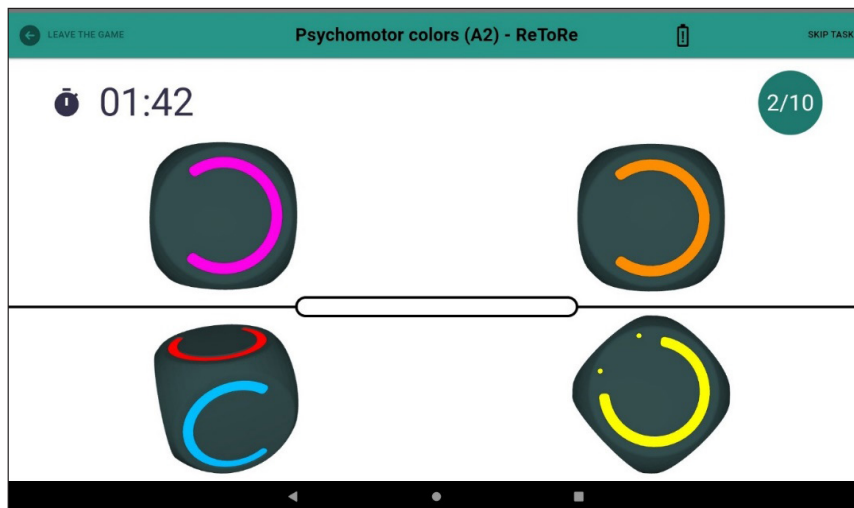 LEAVE THE GAME
Psychomotor colors (A2) - ReToRe
SKIP TASK
01:42
2/10